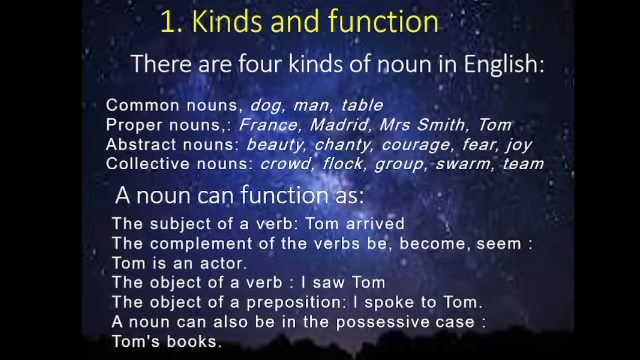 1. Kinds and function
There are four kinds of noun in English:
Common nouns, dog, man, table
Proper nouns,: France, Madrid, Mrs Smith, Tom
Abstract nouns: beauty, chanty, courage, fear, joy
Collective nouns: crowd, flock, group, swarm, team
A noun can function as:
The subject of a verb: Tom arrived
The complement of the verbs be, become, seem :
Tom is an actor.
The object of a verb : I saw Tom
The object of a preposition: I spoke to Tom.
A noun can also be in the possessive case :
Tom's books.